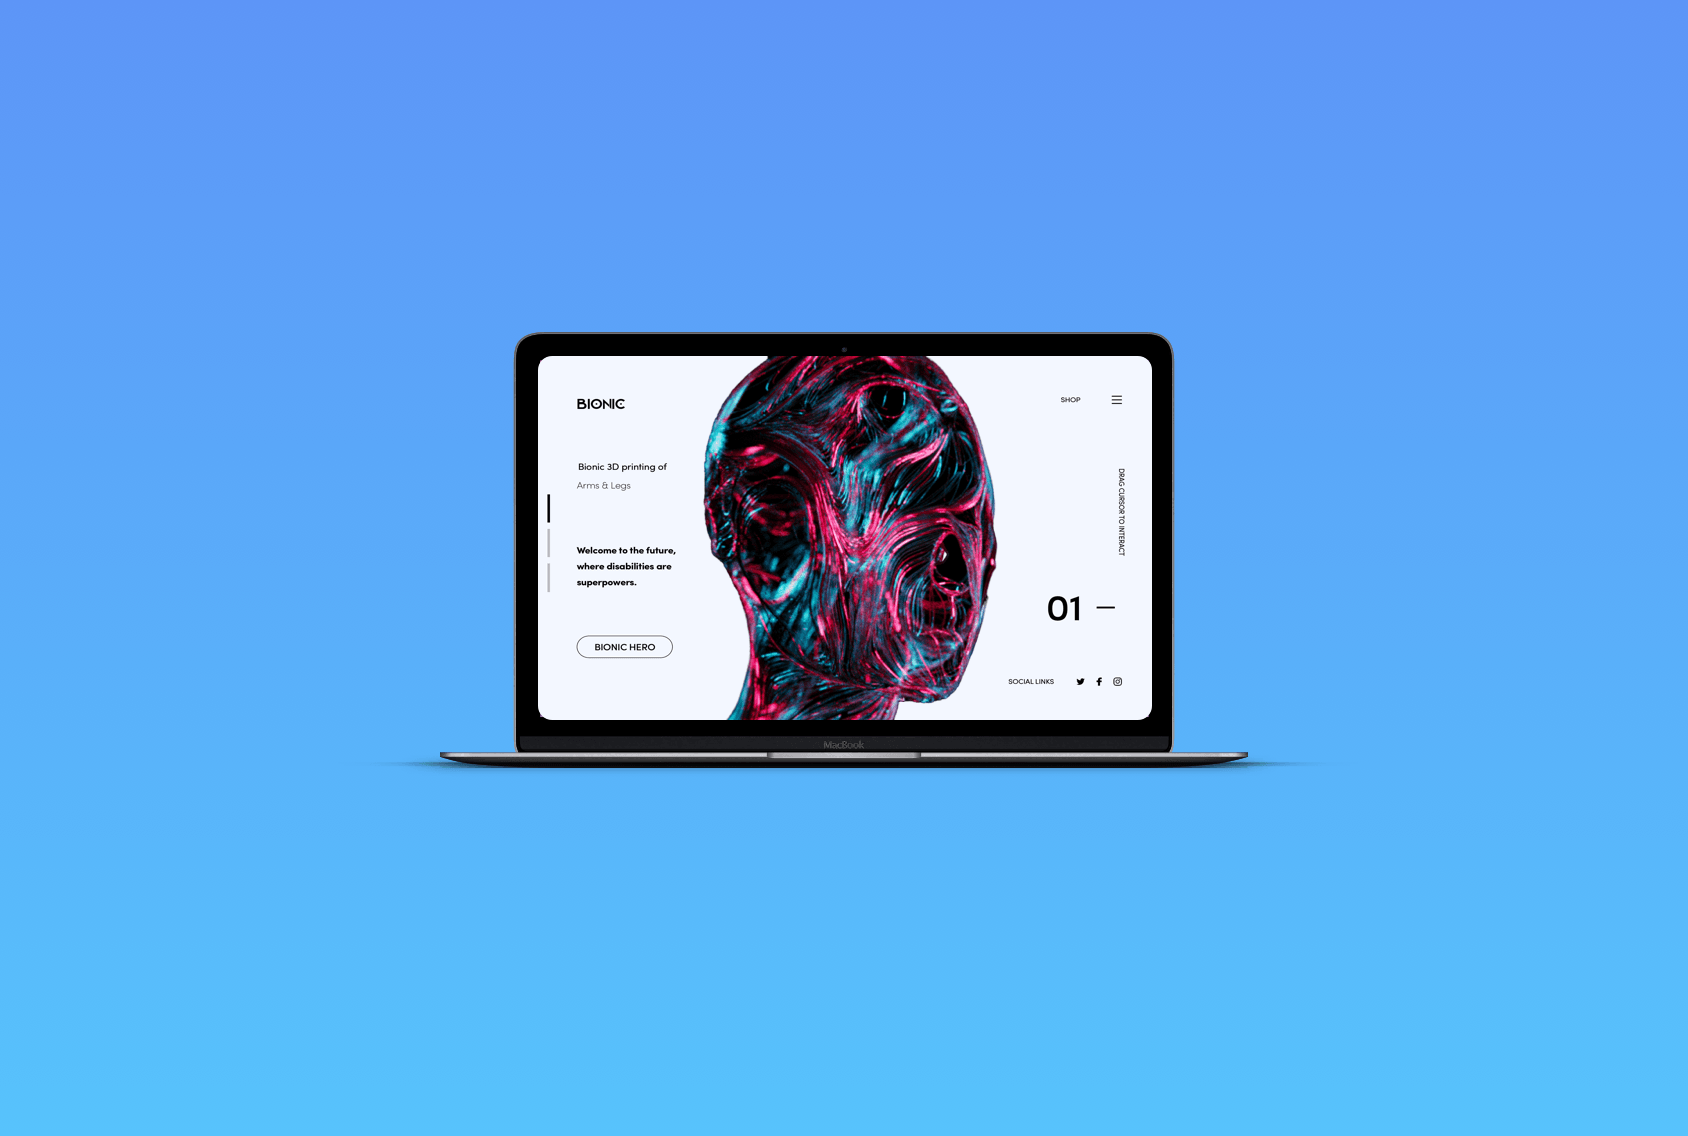 BIONIC
SHOP
Bionic 3D printing of
Arms & Legs
DRAG CURSOR TO INTERACT
Welcome to the future,
where disabilities are
superpowers.
01 —
BIONIC HERO
SOCIAL LINKS
MacBook